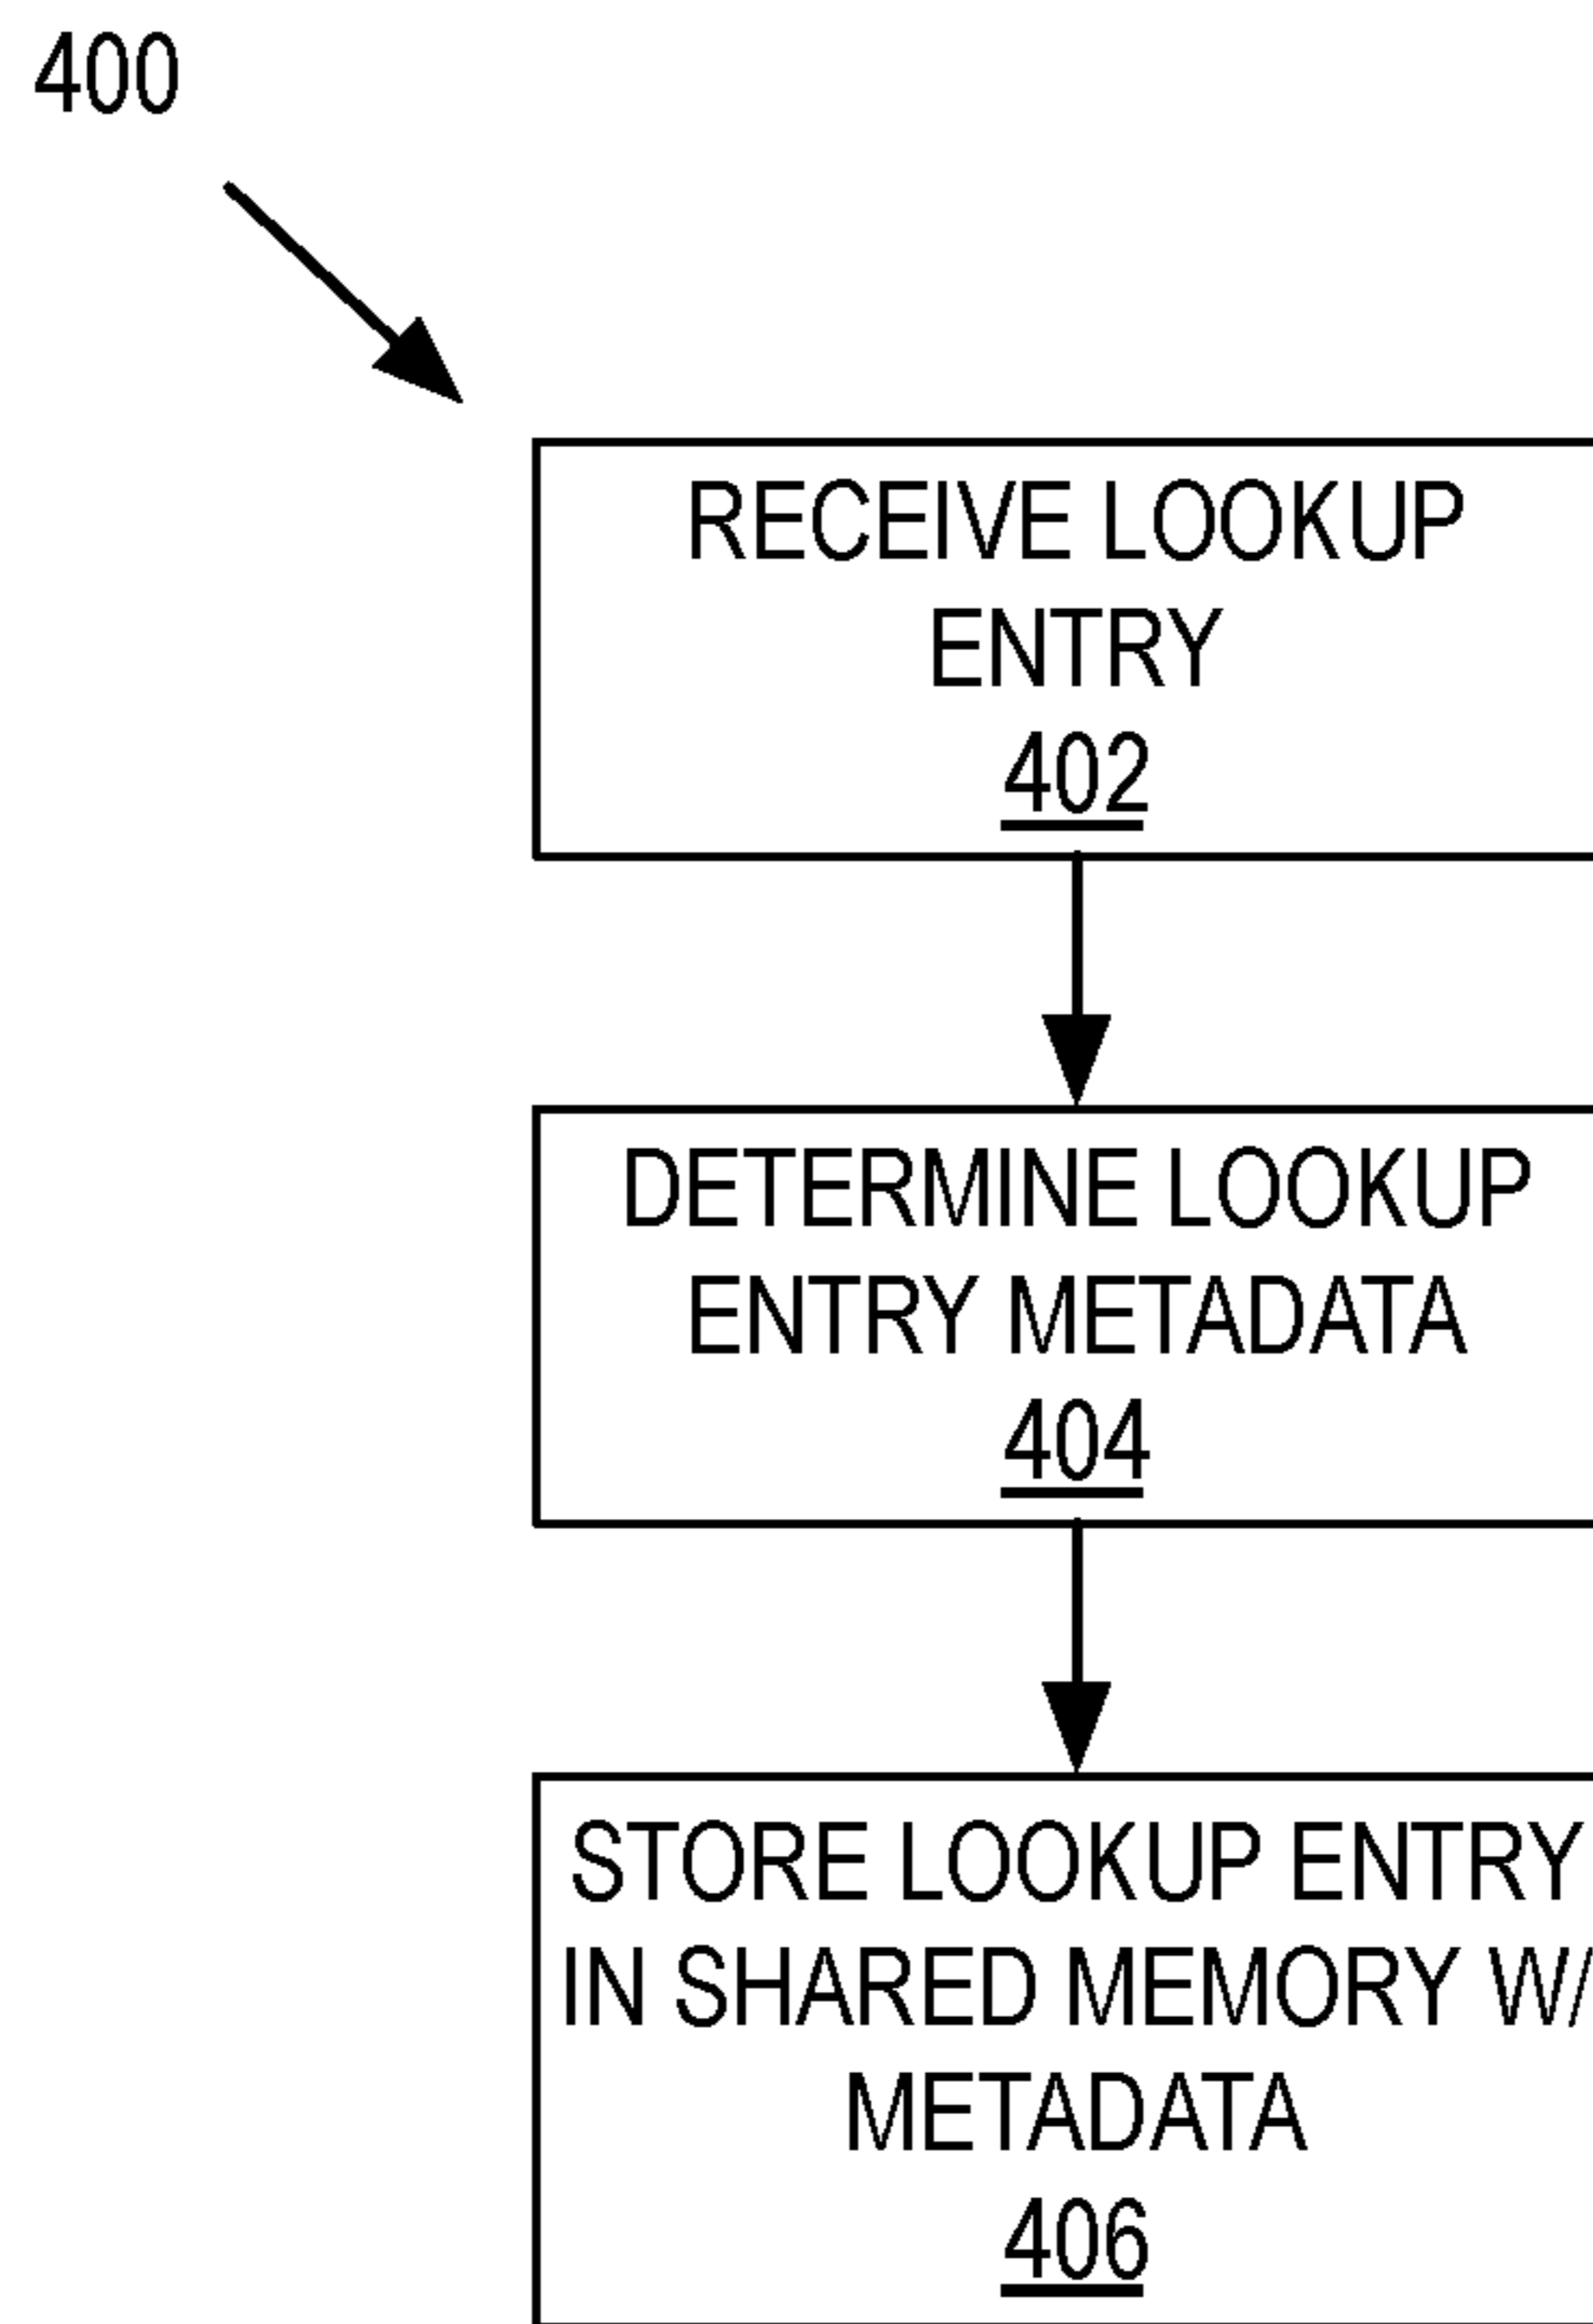 400
RECEIVE LOOKUP
ENTRY
402
DETERMINE LOOKUP
ENTRY METADATA
404
STORE LOOKUP ENTRY
IN SHARED MEMORY W/
METADATA
406